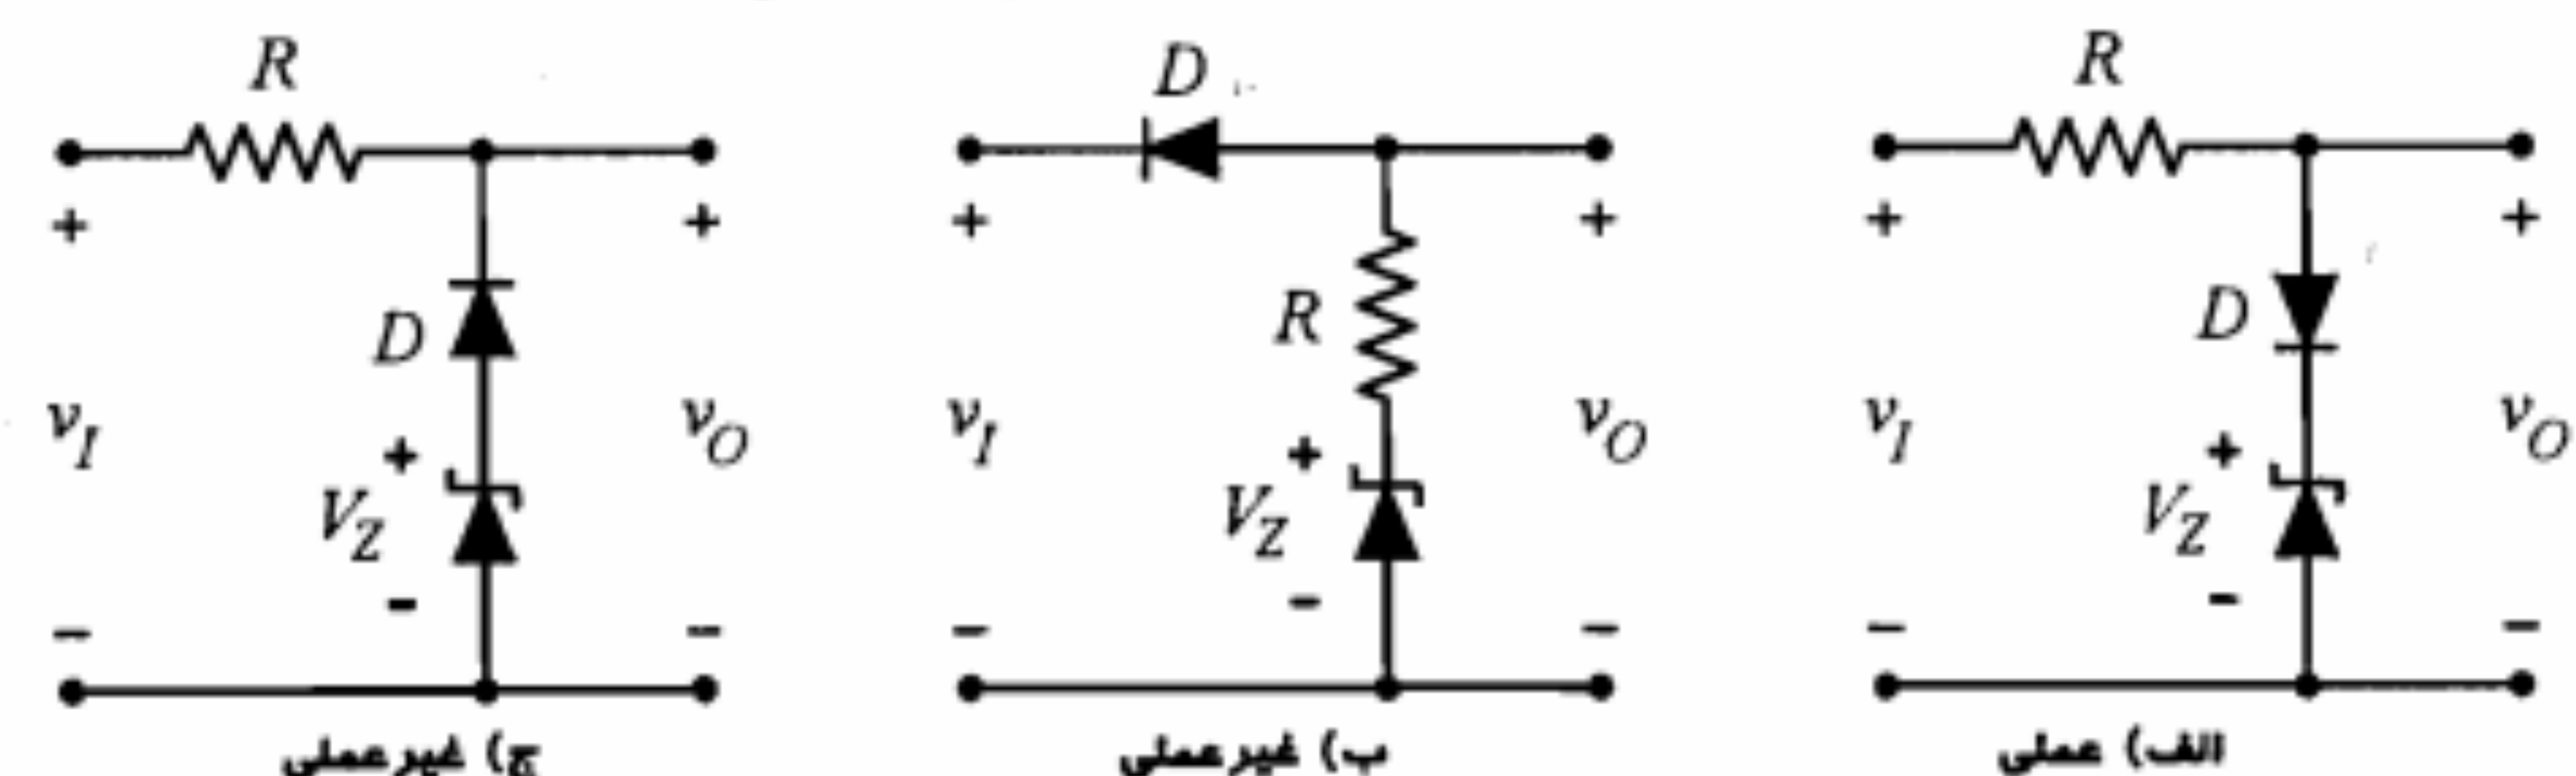 R D R
+ + + + + +
D R D
v_I + V_Z - v_O v_I + V_Z - v_O v_I + V_Z - v_O
- - - - - -
الف) عملی
ب) غیرعملی
ج) غیرعملی